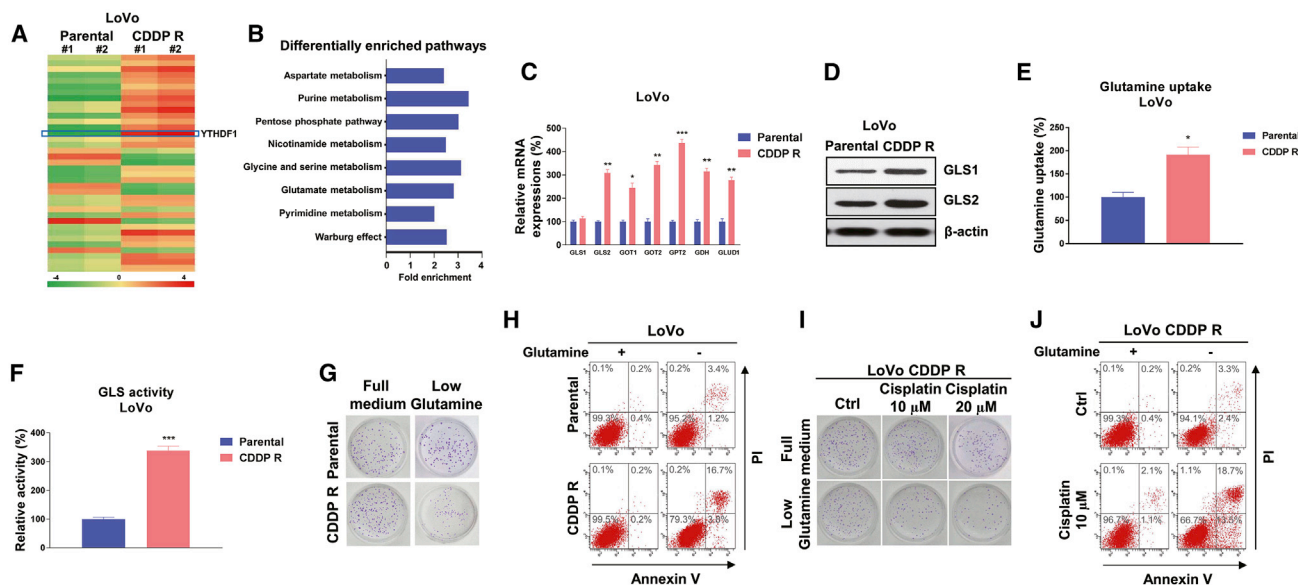 A
LoVo
Parental CDDP R
#1 #2 #1 #2
YTHDF1
-4 0 4
B
Differentially enriched pathways
Aspartate metabolism
Purine metabolism
Pentose phosphate pathway
Nicotinamide metabolism
Glycine and serine metabolism
Glutamate metabolism
Pyrimidine metabolism
Warburg effect
0 1 2 3 4
Fold enrichment
C
LoVo
Parental
CDDP R
Relative mRNA
expressions (%)
500
400
300
200
100
0
** * ** *** ** **
GLS1 GLS2 GOT1 GOT2 GPT2 GDH GLUD1
D
LoVo
Parental CDDP R
GLS1
GLS2
β-actin
E
Glutamine uptake
LoVo
Glutamine uptake (%)
250
200
150
100
50
0
*
Parental
CDDP R
F
GLS activity
LoVo
Relative activity (%)
400
300
200
100
0
***
Parental
CDDP R
G
Full
medium
Low
Glutamine
Parental
CDDP R
H
LoVo
Glutamine + -
Parental
0.1% 0.2% 0.2% 3.4%
99.3% 0.4% 95.2% 1.2%
CDDP R
0.1% 0.2% 0.2% 16.7%
99.5% 0.2% 79.3% 3.8%
PI
Annexin V
I
LoVo CDDP R
Ctrl
Cisplatin
10 μM
Cisplatin
20 μM
Full
medium
Low
Glutamine
J
LoVo CDDP R
Glutamine + -
Ctrl
0.1% 0.2% 0.2% 3.3%
99.3% 0.4% 94.1% 2.4%
Cisplatin
10 μM
0.1% 2.1% 1.1% 18.7%
96.7% 1.1% 66.7%
PI
Annexin V